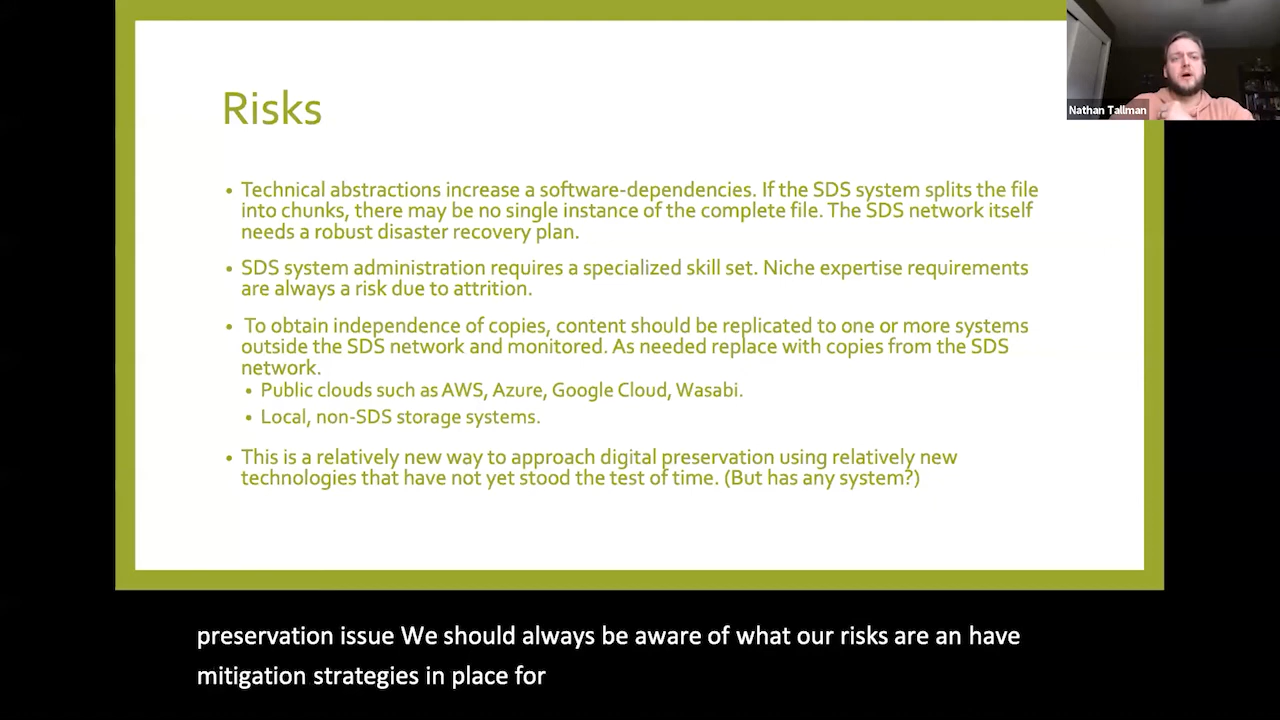 Risks
• Technical abstractions increase a software-dependencies. If the SDS system splits the file
into chunks, there may be no single instance of the complete file. The SDS network itself
needs a robust disaster recovery plan.
• SDS system administration requires a specialized skill set. Niche expertise requirements
are always a risk due to attrition.
• To obtain independence of copies, content should be replicated to one or more systems
outside the SDS network and monitored. As needed replace with copies from the SDS
network.
• Public clouds such as AWS, Azure, Google Cloud, Wasabi.
• Local, non-SDS storage systems.
• This is a relatively new way to approach digital preservation using relatively new
technologies that have not yet stood the test of time. (But has any system?)
Nathan Tallman
preservation issue We should always be aware of what our risks are an have
mitigation strategies in place for